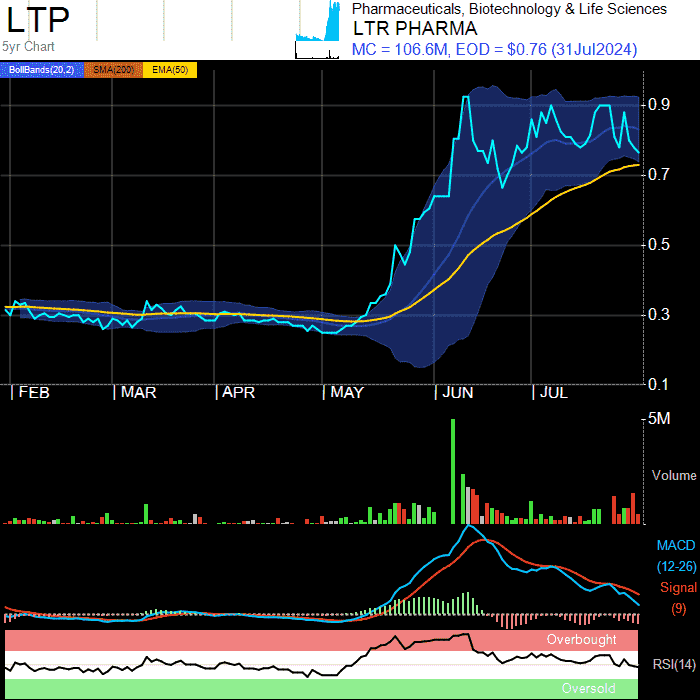 LTP
Pharmaceuticals, Biotechnology & Life Sciences
LTR PHARMA
5yr Chart
MC = 106.6M, EOD = $0.76 (31Jul2024)
BollBands(20,2) SMA(200) EMA(50)
0.9
0.7
0.5
0.3
0.1
FEB MAR APR MAY JUN JUL
5M
Volume
MACD
(12-26)
Signal
(9)
Overbought
RSI(14)
Oversold